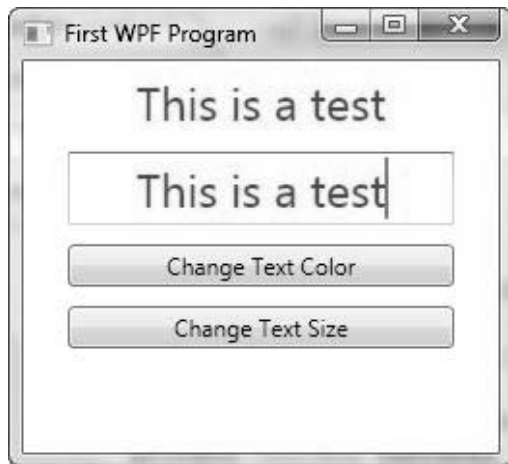 First WPF Program
This is a test
This is a test
Change Text Color
Change Text Size